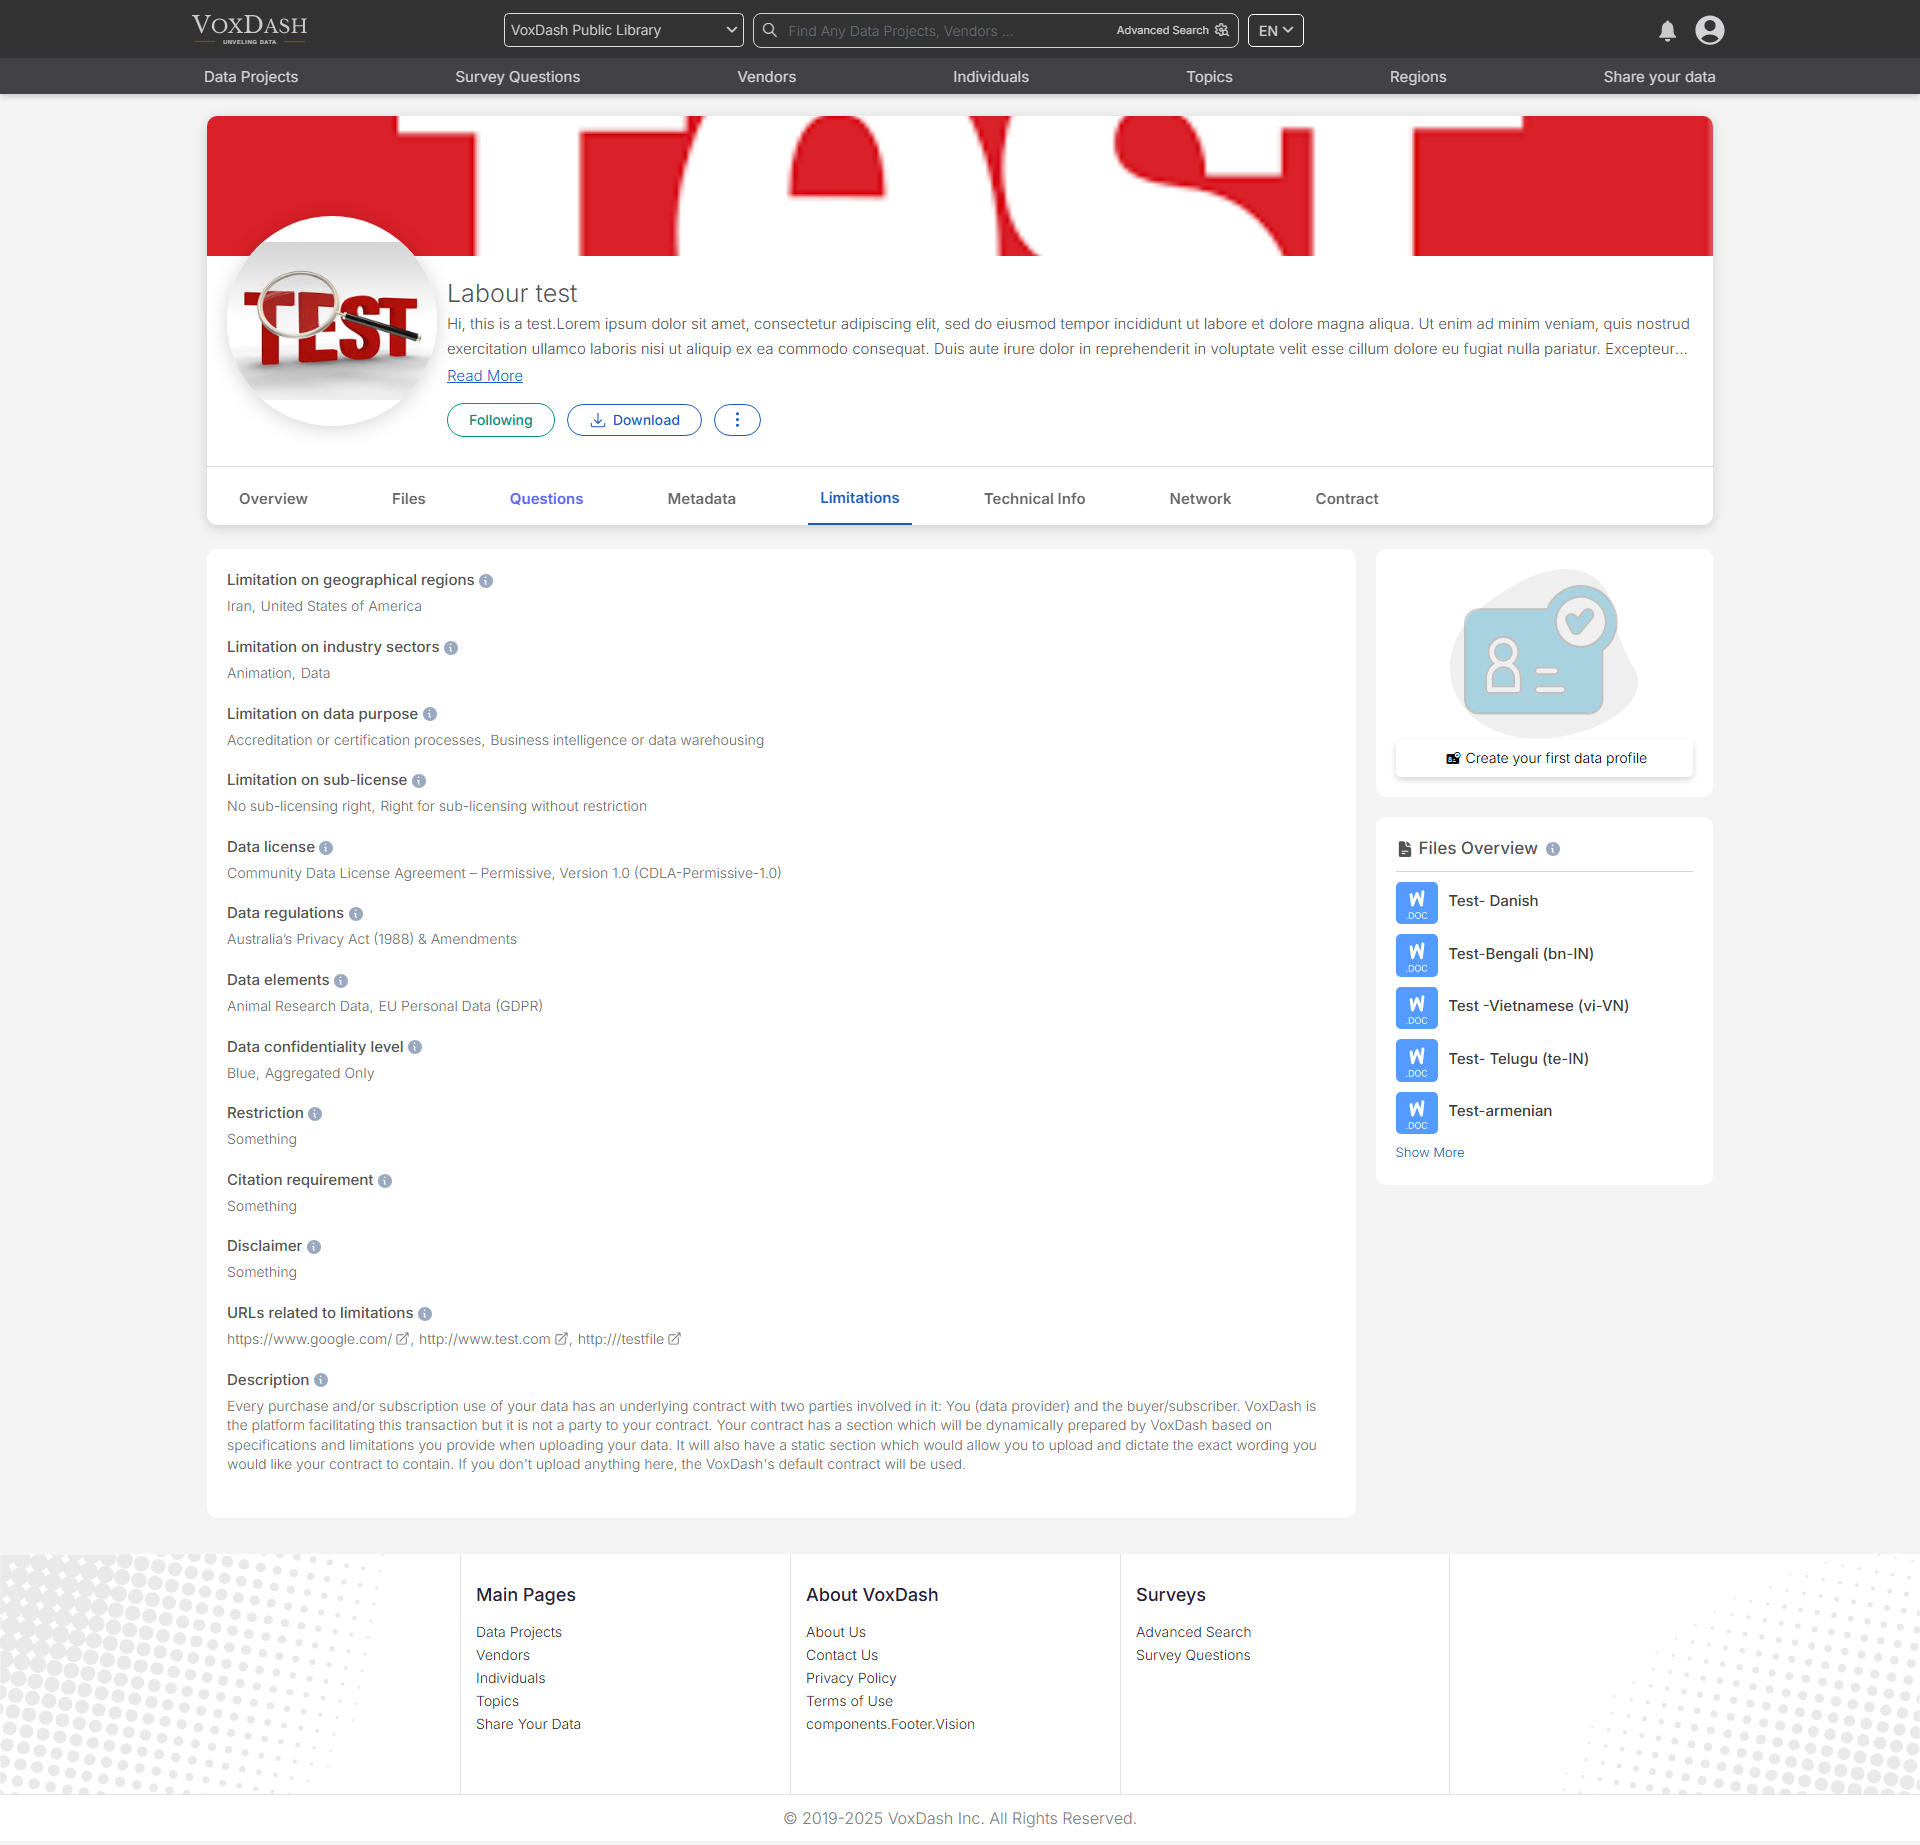 VOXDASH
UNVEILING DATA
VoxDash Public Library
Find Any Data Projects, Vendors ...
Advanced Search
EN
Data Projects
Survey Questions
Vendors
Individuals
Topics
Regions
Share your data
TEST
TEST
Labour test
Hi, this is a test.Lorem ipsum dolor sit amet, consectetur adipiscing elit, sed do eiusmod tempor incididunt ut labore et dolore magna aliqua. Ut enim ad minim veniam, quis nostrud
exercitation ullamco laboris nisi ut aliquip ex ea commodo consequat. Duis aute irure dolor in reprehenderit in voluptate velit esse cillum dolore eu fugiat nulla pariatur. Excepteur...
Read More
Following
Download
Overview
Files
Questions
Metadata
Limitations
Technical Info
Network
Contract
Limitation on geographical regions
Iran, United States of America
Limitation on industry sectors
Animation, Data
Limitation on data purpose
Accreditation or certification processes, Business intelligence or data warehousing
Limitation on sub-license
No sub-licensing right, Right for sub-licensing without restriction
Data license
Community Data License Agreement – Permissive, Version 1.0 (CDLA-Permissive-1.0)
Data regulations
Australia’s Privacy Act (1988) & Amendments
Data elements
Animal Research Data, EU Personal Data (GDPR)
Data confidentiality level
Blue, Aggregated Only
Restriction
Something
Citation requirement
Something
Disclaimer
Something
URLs related to limitations
https://www.google.com/ , http://www.test.com , http:///testfile
Description
Every purchase and/or subscription use of your data has an underlying contract with two parties involved in it: You (data provider) and the buyer/subscriber. VoxDash is
the platform facilitating this transaction but it is not a party to your contract. Your contract has a section which will be dynamically prepared by VoxDash based on
specifications and limitations you provide when uploading your data. It will also have a static section which would allow you to upload and dictate the exact wording you
would like your contract to contain. If you don't upload anything here, the VoxDash's default contract will be used.
Create your first data profile
Files Overview
W .DOC
Test- Danish
W .DOC
Test-Bengali (bn-IN)
W .DOC
Test -Vietnamese (vi-VN)
W .DOC
Test- Telugu (te-IN)
W .DOC
Test-armenian
Show More
Main Pages
Data Projects
Vendors
Individuals
Topics
Share Your Data
About VoxDash
About Us
Contact Us
Privacy Policy
Terms of Use
components.Footer.Vision
Surveys
Advanced Search
Survey Questions
© 2019-2025 VoxDash Inc. All Rights Reserved.